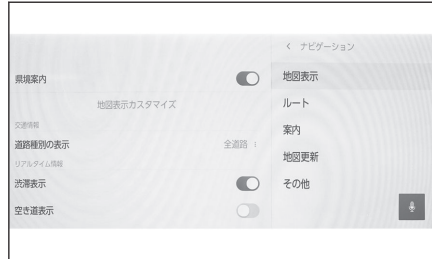 県境案内
地図表示カスタマイズ
交通情報
道路種別の表示
全道路
リアルタイム情報
渋滞表示
空き道表示
< ナビゲーション
地図表示
ルート
案内
地図更新
その他